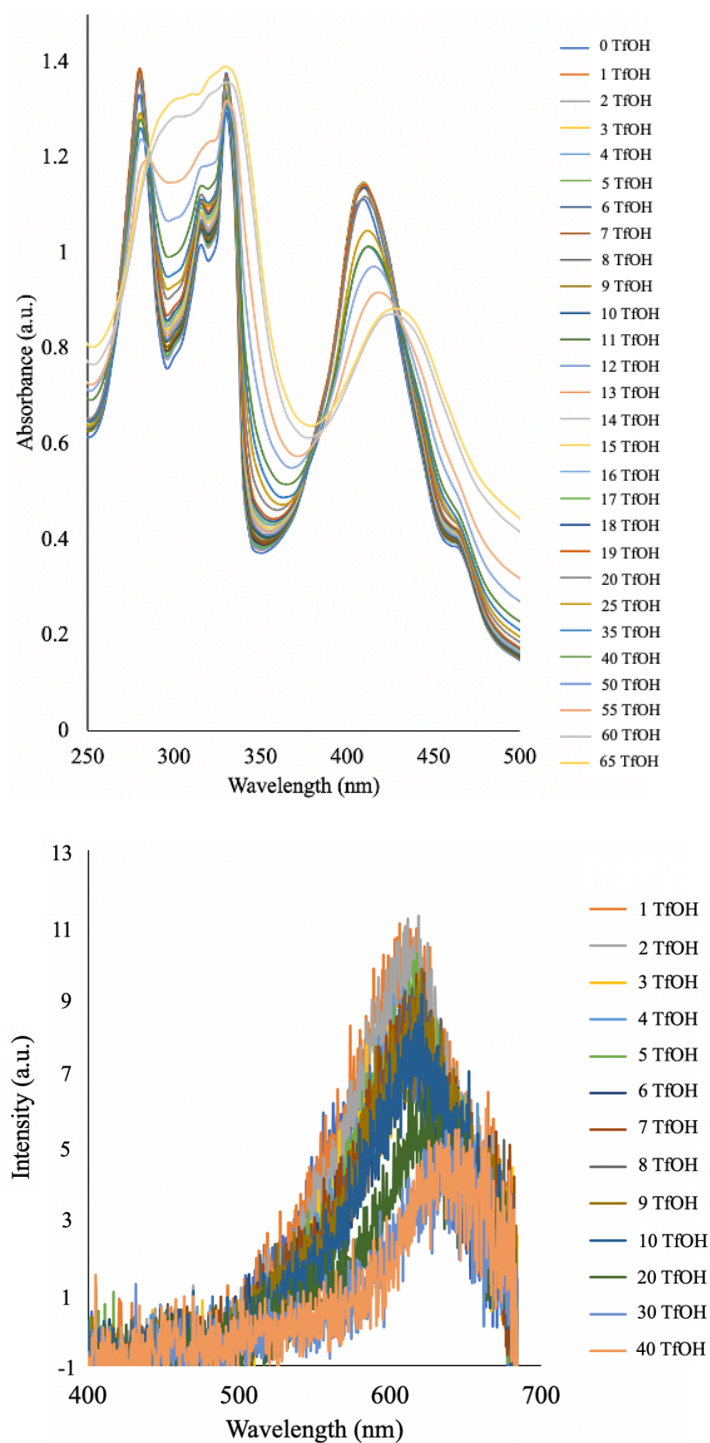 1.4
1.2
1
0.8
0.6
0.4
0.2
0
Absorbance (a.u.)
250 300 350 400 450 500
Wavelength (nm)
0 TfOH
1 TfOH
2 TfOH
3 TfOH
4 TfOH
5 TfOH
6 TfOH
7 TfOH
8 TfOH
9 TfOH
10 TfOH
11 TfOH
12 TfOH
13 TfOH
14 TfOH
15 TfOH
16 TfOH
17 TfOH
18 TfOH
19 TfOH
20 TfOH
25 TfOH
35 TfOH
40 TfOH
50 TfOH
55 TfOH
60 TfOH
65 TfOH
13
11
9
7
5
3
1
-1
Intensity (a.u.)
400 500 600 700
Wavelength (nm)
1 TfOH
2 TfOH
3 TfOH
4 TfOH
5 TfOH
6 TfOH
7 TfOH
8 TfOH
9 TfOH
10 TfOH
20 TfOH
30 TfOH
40 TfOH